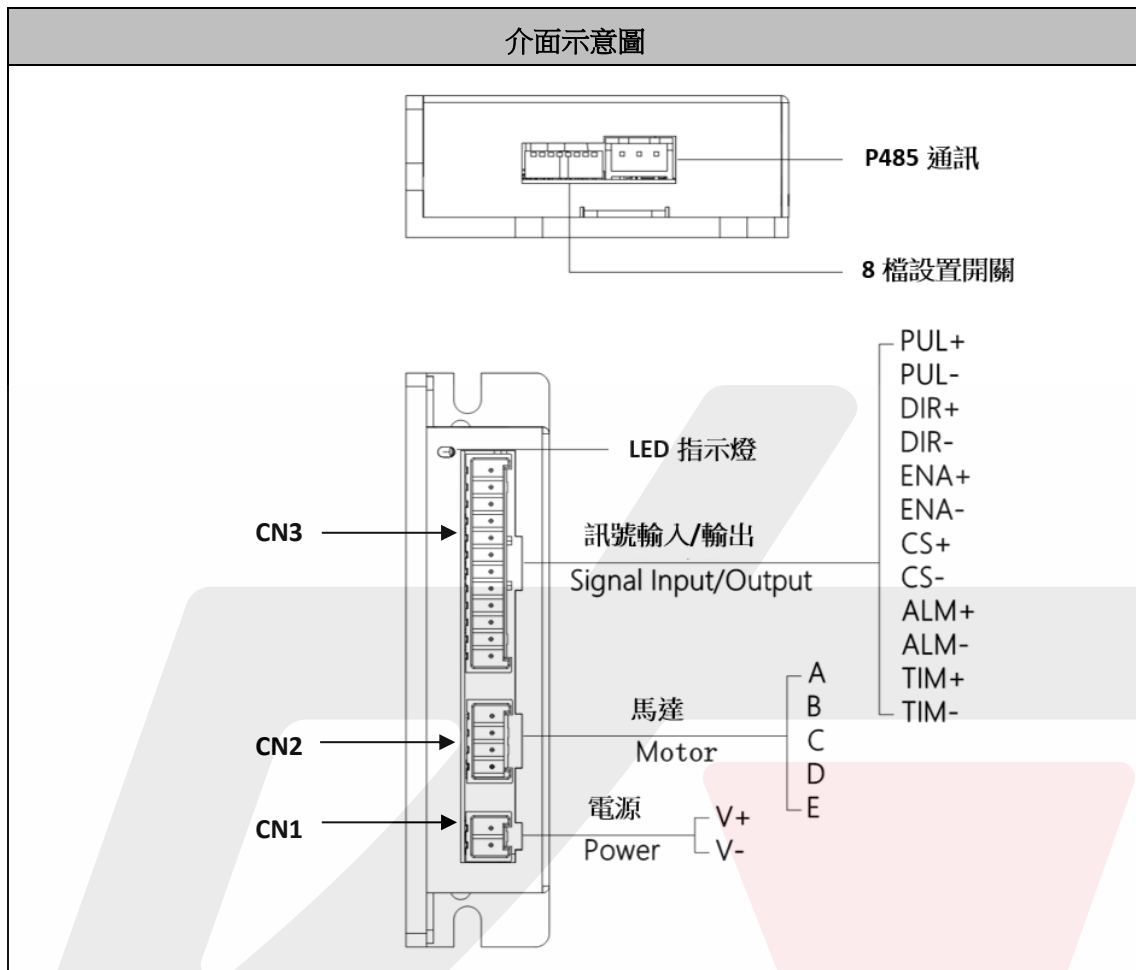 介面示意圖
P485 通訊
8 檔設置開關
PUL+
PUL-
DIR+
DIR-
ENA+
ENA-
CS+
CS-
ALM+
ALM-
TIM+
TIM-
LED 指示燈
CN3
訊號輸入/輸出
Signal Input/Output
CN2
馬達
Motor
A
B
C
D
E
CN1
電源
Power
V+
V-